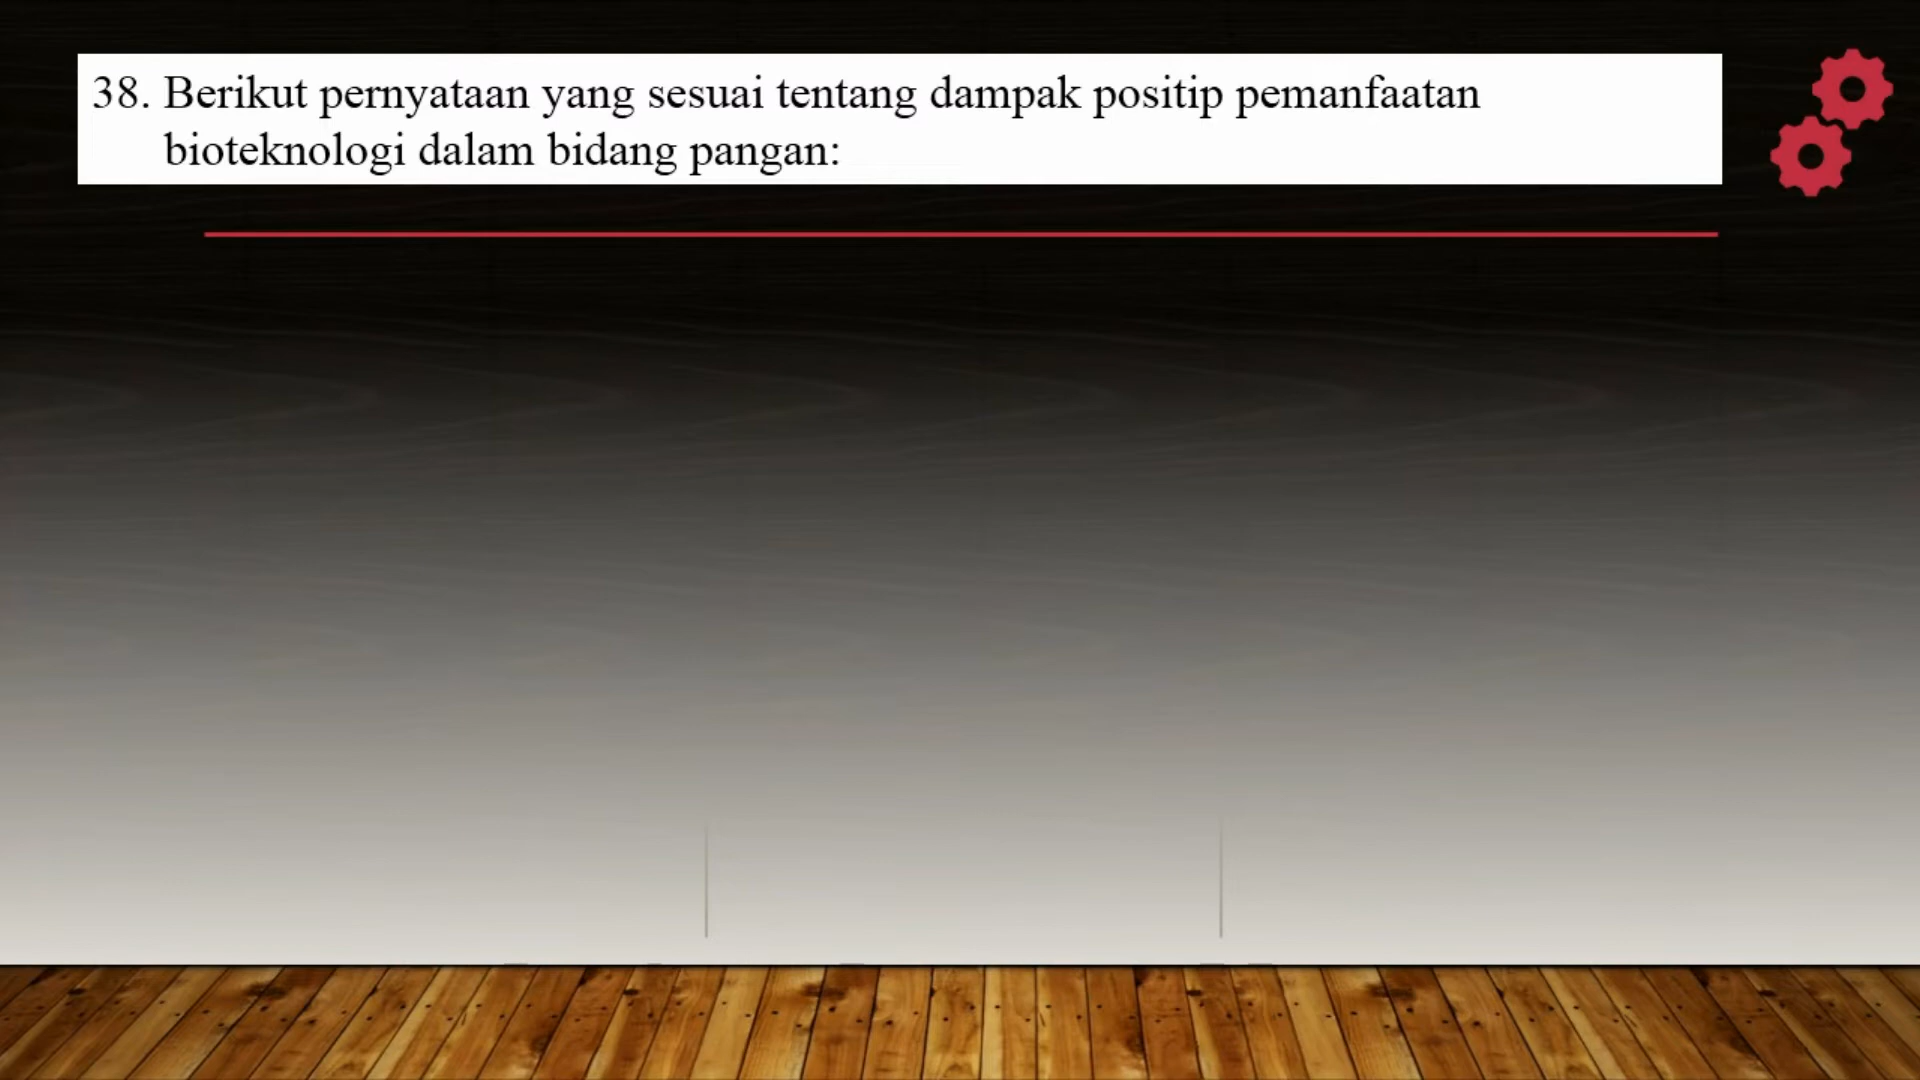 38. Berikut pernyataan yang sesuai tentang dampak positip pemanfaatan
bioteknologi dalam bidang pangan: